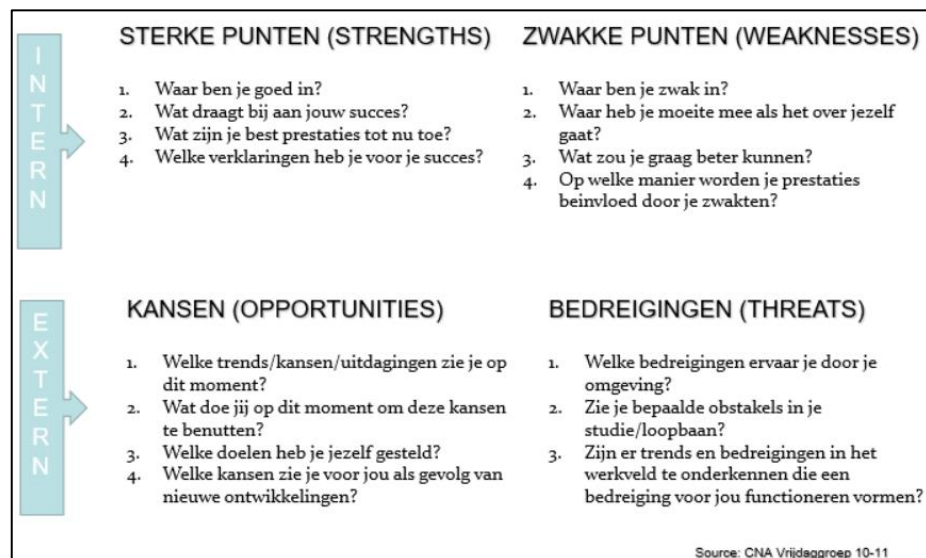 INTERN
STERKE PUNTEN (STRENGTHS)
1. Waar ben je goed in?
2. Wat draagt bij aan jouw succes?
3. Wat zijn je best prestaties tot nu toe?
4. Welke verklaringen heb je voor je succes?
ZWAKKE PUNTEN (WEAKNESSES)
1. Waar ben je zwak in?
2. Waar heb je moeite mee als het over jezelf
gaat?
3. Wat zou je graag beter kunnen?
4. Op welke manier worden je prestaties
beinvloed door je zwakten?
EXTERN
KANSEN (OPPORTUNITIES)
1. Welke trends/kansen/uitdagingen zie je op
dit moment?
2. Wat doe jij op dit moment om deze kansen
te benutten?
3. Welke doelen heb je jezelf gesteld?
4. Welke kansen zie je voor jou als gevolg van
nieuwe ontwikkelingen?
BEDREIGINGEN (THREATS)
1. Welke bedreigingen ervaar je door je
omgeving?
2. Zie je bepaalde obstakels in je
studie/loopbaan?
3. Zijn er trends en bedreigingen in het
werkveld te onderkennen die een
bedreiging voor jou functioneren vormen?
Source: CNA Vrijdaggroep 10-11